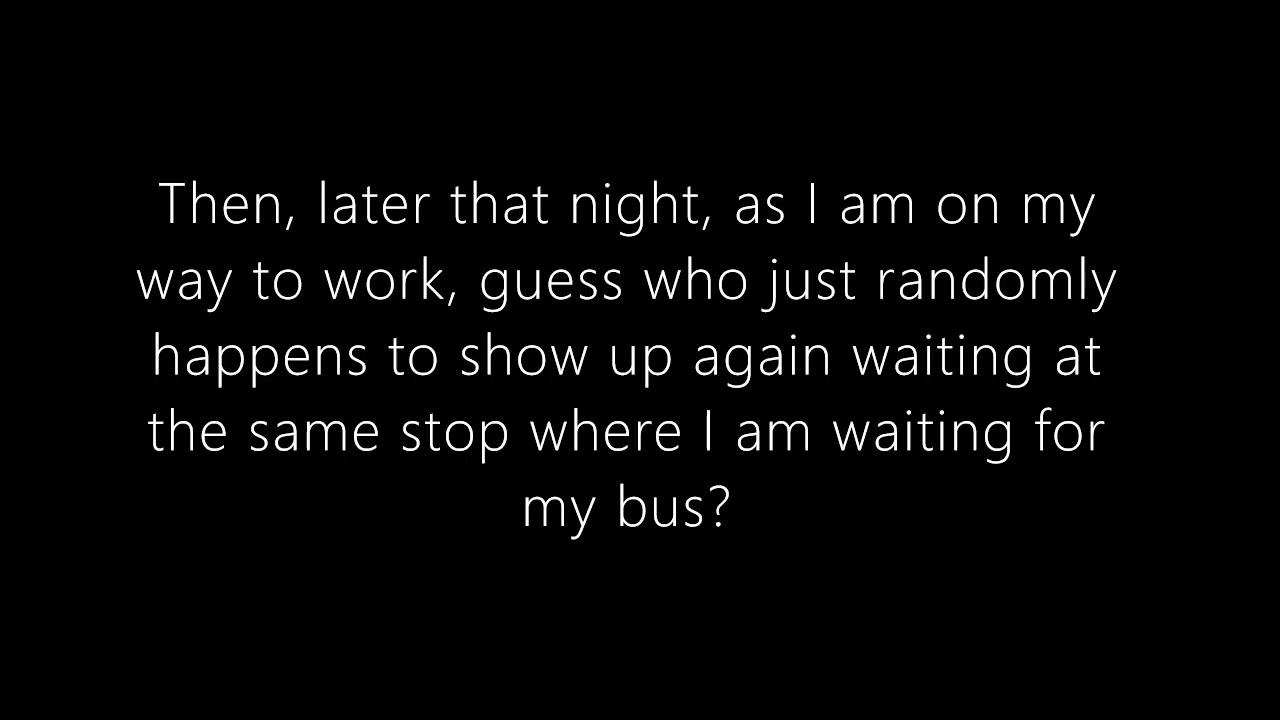 Then, later that night, as I am on my
way to work, guess who just randomly
happens to show up again waiting at
the same stop where I am waiting for
my bus?